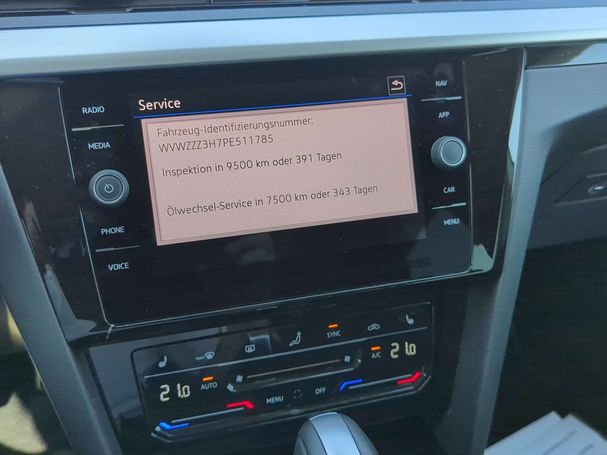 RADIO
MEDIA
PHONE
VOICE
Service
Fahrzeug-Identifizierungsnummer:
WVWZZZ3H7PE511785
Inspektion in 9500 km oder 391 Tagen
Ölwechsel-Service in 7500 km oder 343 Tagen
NAV
APP
CAR
MENU
MAX
SYNC
21.0
AUTO
A/C
21.0
MENU
OFF